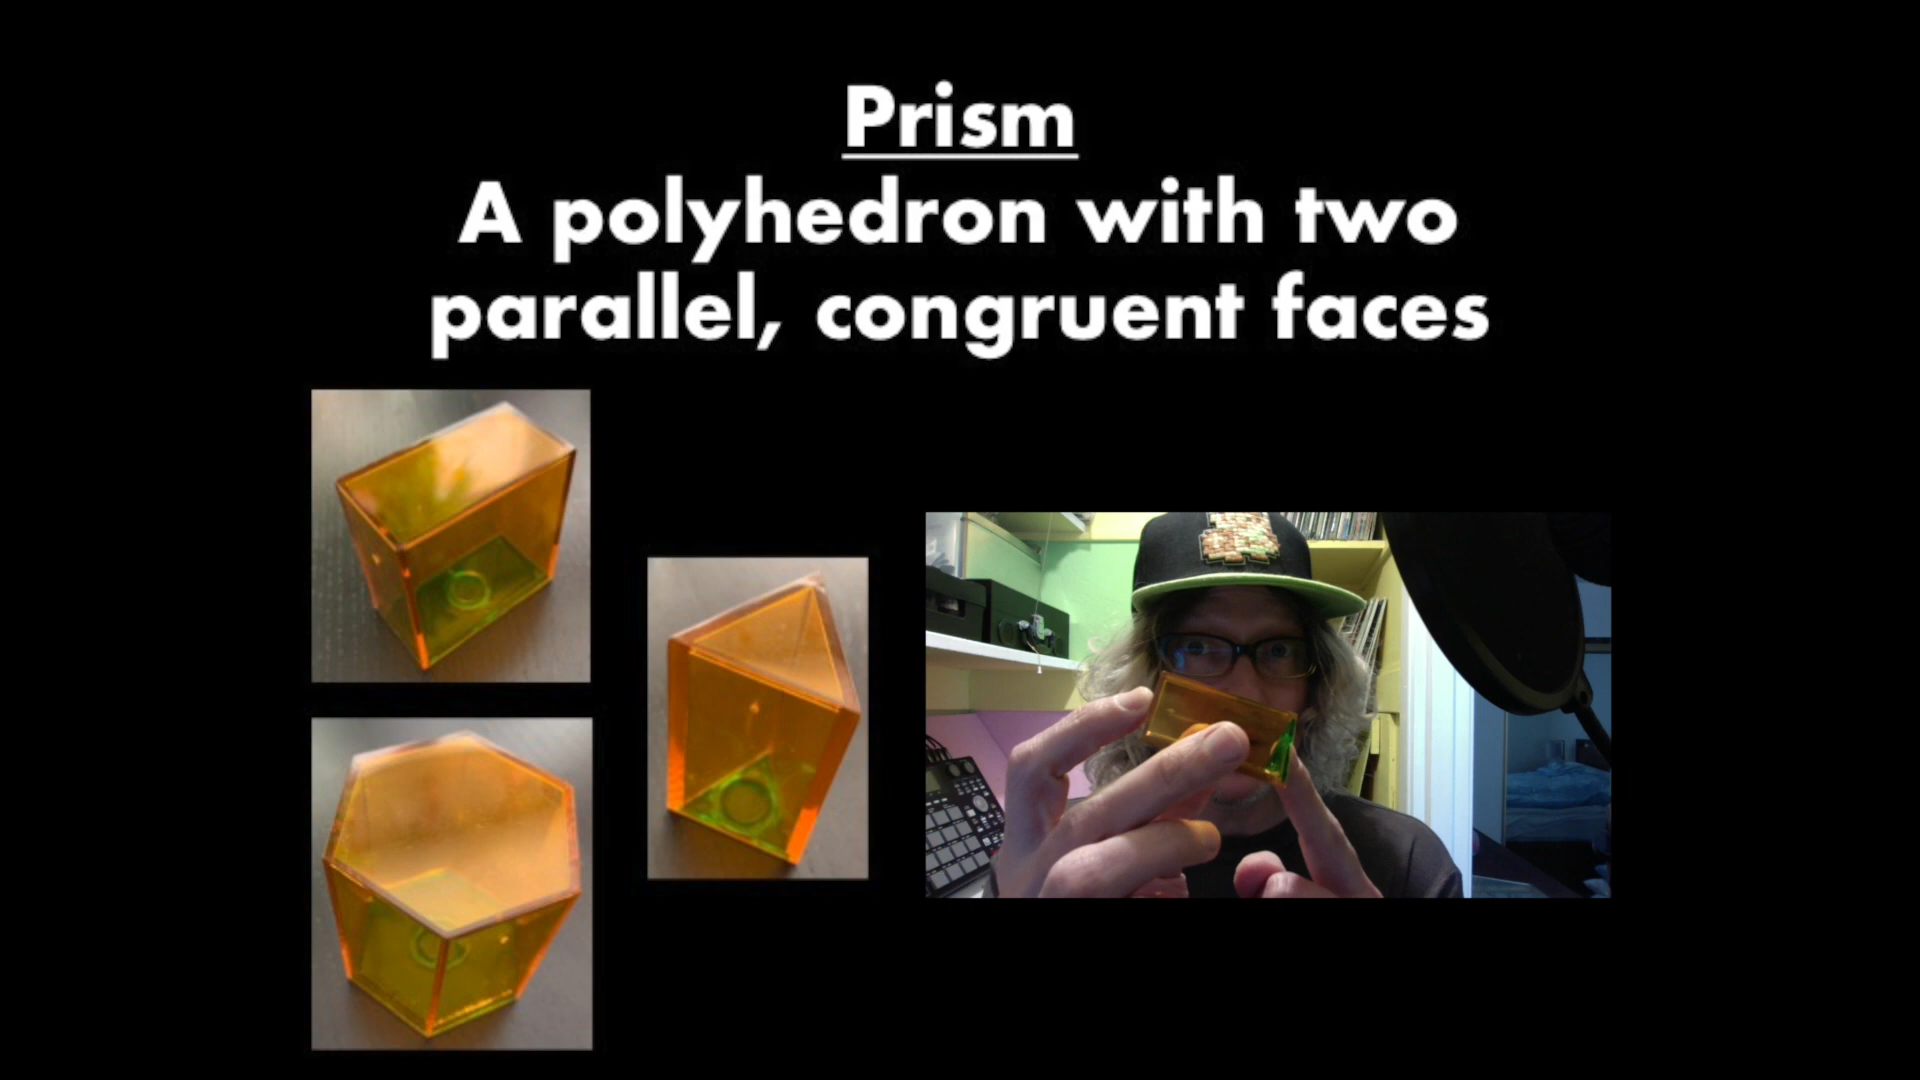 Prism
A polyhedron with two
parallel, congruent faces